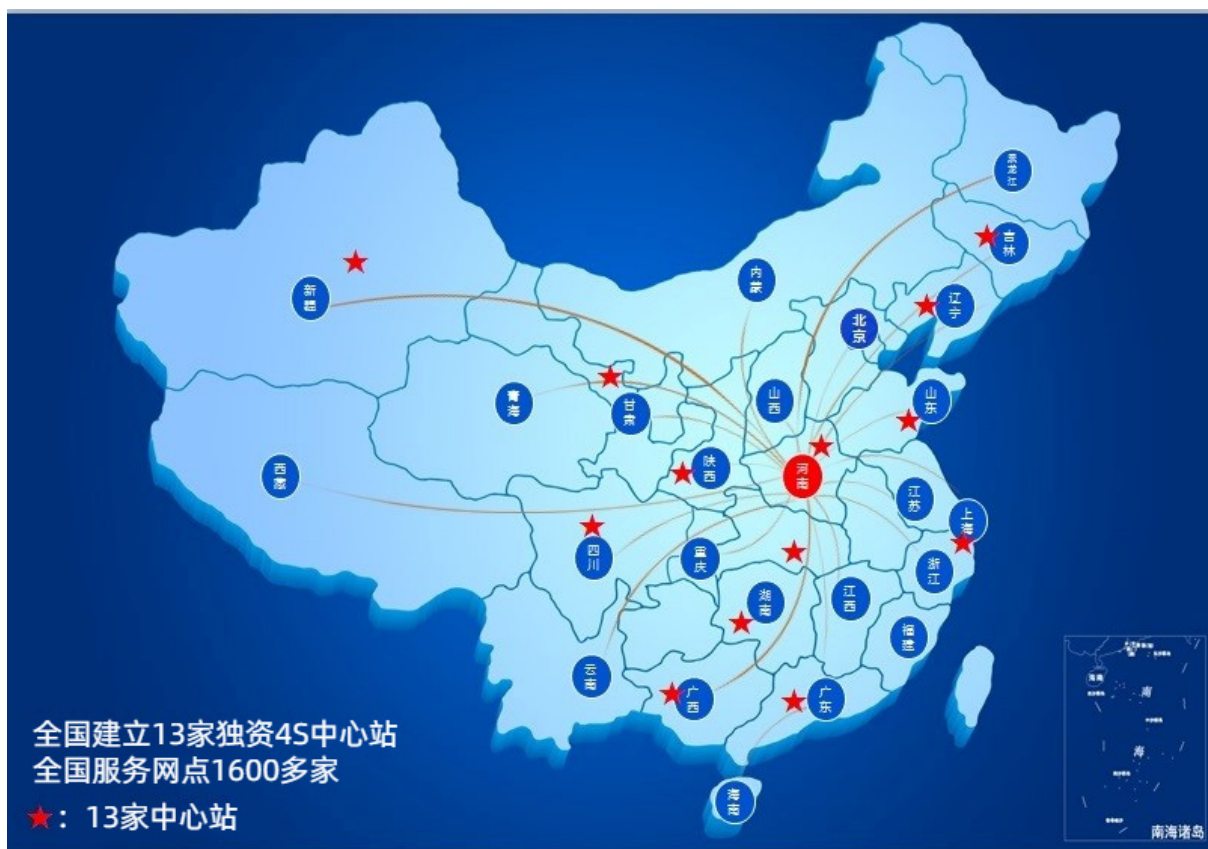 黑龙江
吉林
辽宁
内蒙
北京
新疆
山西
山东
青海
甘肃
陕西
河南
西藏
江苏
上海
四川
重庆
浙江
湖南
江西
福建
云南
广西
广东
海南
海南
南
海
南海诸岛
全国建立13家独资4S中心站
全国服务网点1600多家
：13家中心站